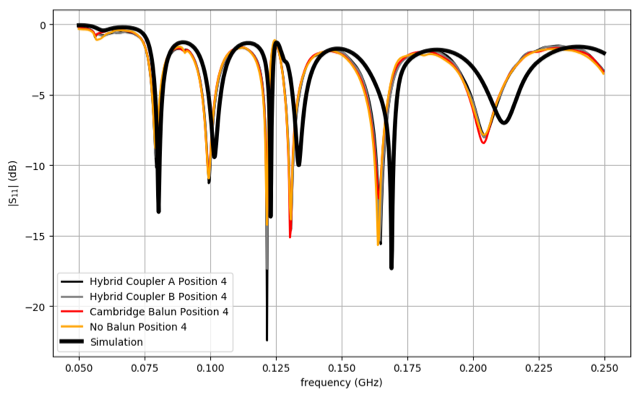 0
−5
−10
−15
−20
|S11| (dB)
Hybrid Coupler A Position 4
Hybrid Coupler B Position 4
Cambridge Balun Position 4
No Balun Position 4
Simulation
0.050 0.075 0.100 0.125 0.150 0.175 0.200 0.225 0.250
frequency (GHz)